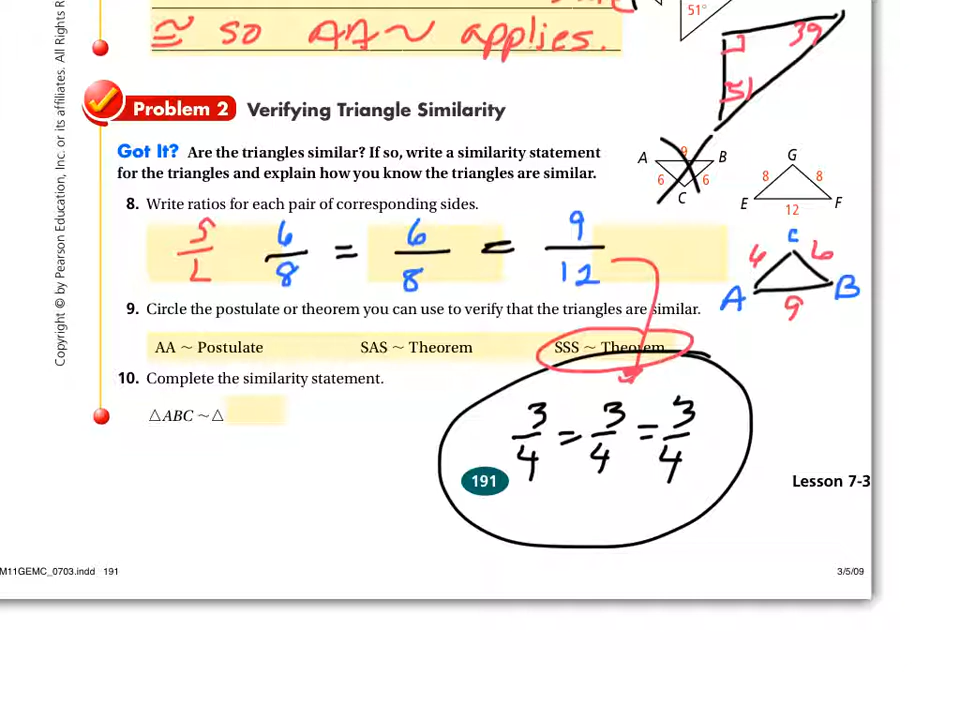 51°
≅ so AA~ applies.
39
51
Problem 2 Verifying Triangle Similarity
Got It? Are the triangles similar? If so, write a similarity statement
for the triangles and explain how you know the triangles are similar.
A 9 B
6 6
C
G
8 8
E F
12
8. Write ratios for each pair of corresponding sides.
S/L 6/8 = 6/8 = 9/12
C
6 6
A B
9
9. Circle the postulate or theorem you can use to verify that the triangles are similar.
AA ~ Postulate SAS ~ Theorem SSS ~ Theorem
10. Complete the similarity statement.
△ABC ~ △
3/4 = 3/4 = 3/4
191 Lesson 7-3
M11GEMC_0703.indd 191 3/5/09
Copyright © by Pearson Education, Inc. or its affiliates. All Rights R